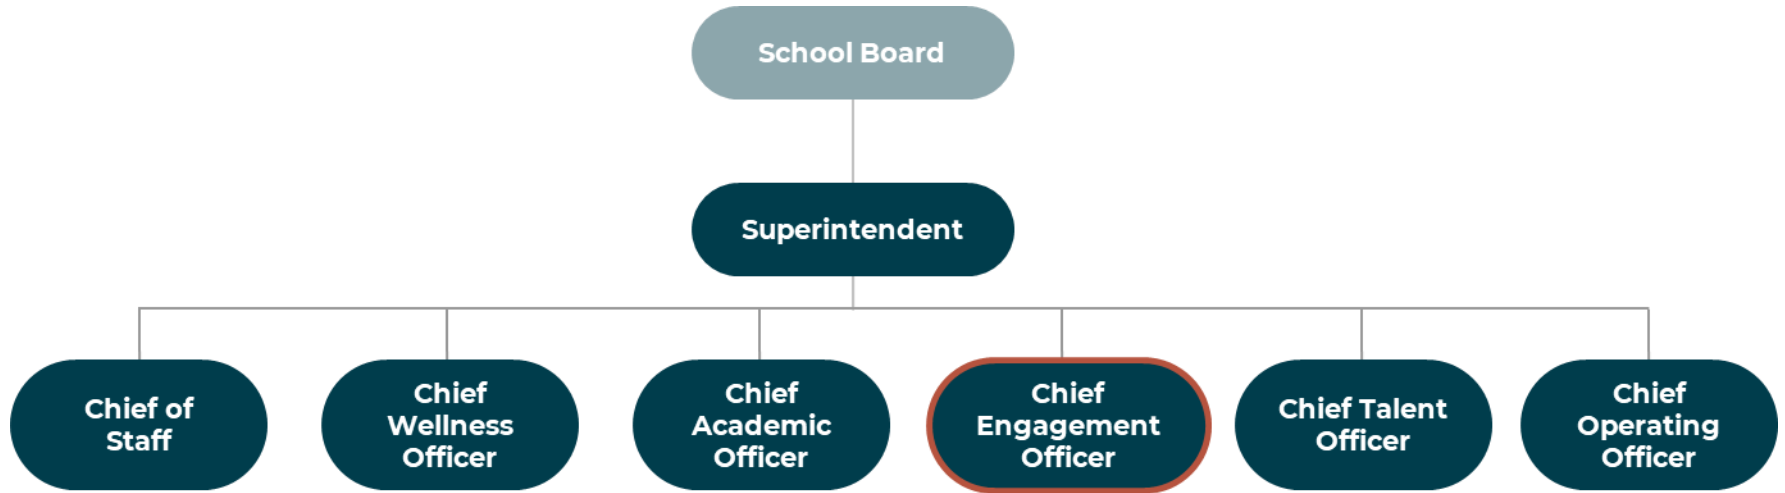 School Board
Superintendent
Chief of
Staff
Chief
Wellness
Officer
Chief
Academic
Officer
Chief
Engagement
Officer
Chief Talent
Officer
Chief
Operating
Officer